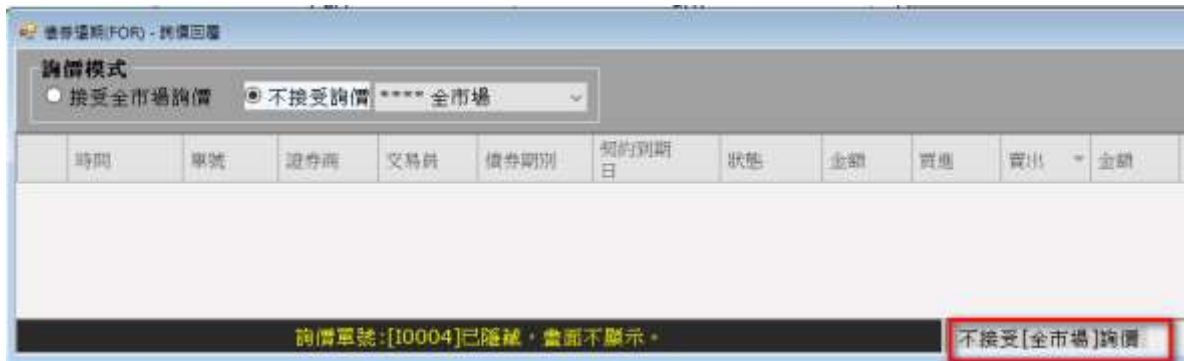 債券遠期(FOR) - 詢價回覆
詢價模式
接受全市場詢價 不接受詢價 **** 全市場
時間 單號 證券商 交易員 債券期別 契約到期日 狀態 金額 買進 賣出 金額
詢價單號:[I0004]已隱藏，畫面不顯示。
不接受[全市場]詢價